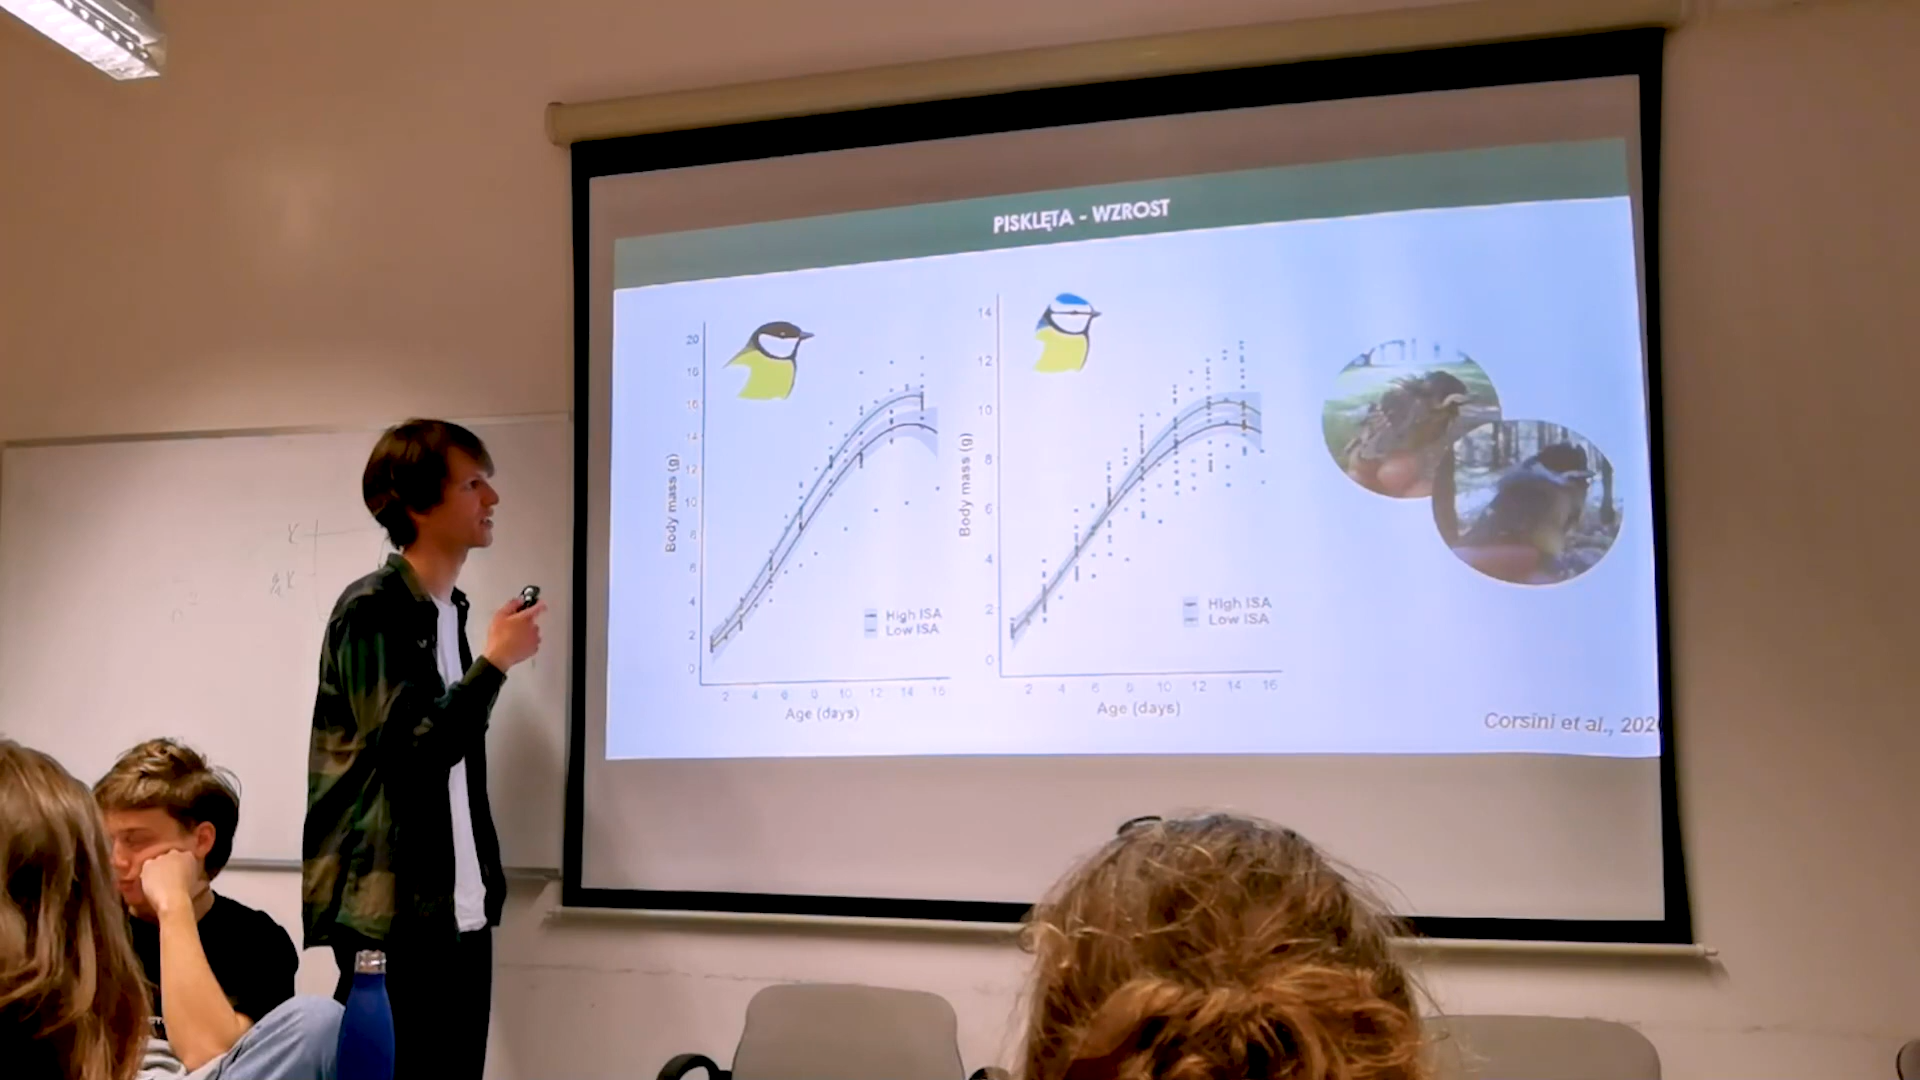 PISKLĘTA - WZROST
Body mass (g)
20
18
16
14
12
10
8
6
4
2
0
High ISA
Low ISA
2 4 6 8 10 12 14 16
Age (days)
Body mass (g)
14
12
10
8
6
4
2
0
High ISA
Low ISA
2 4 6 8 10 12 14 16
Age (days)
Corsini et al., 202